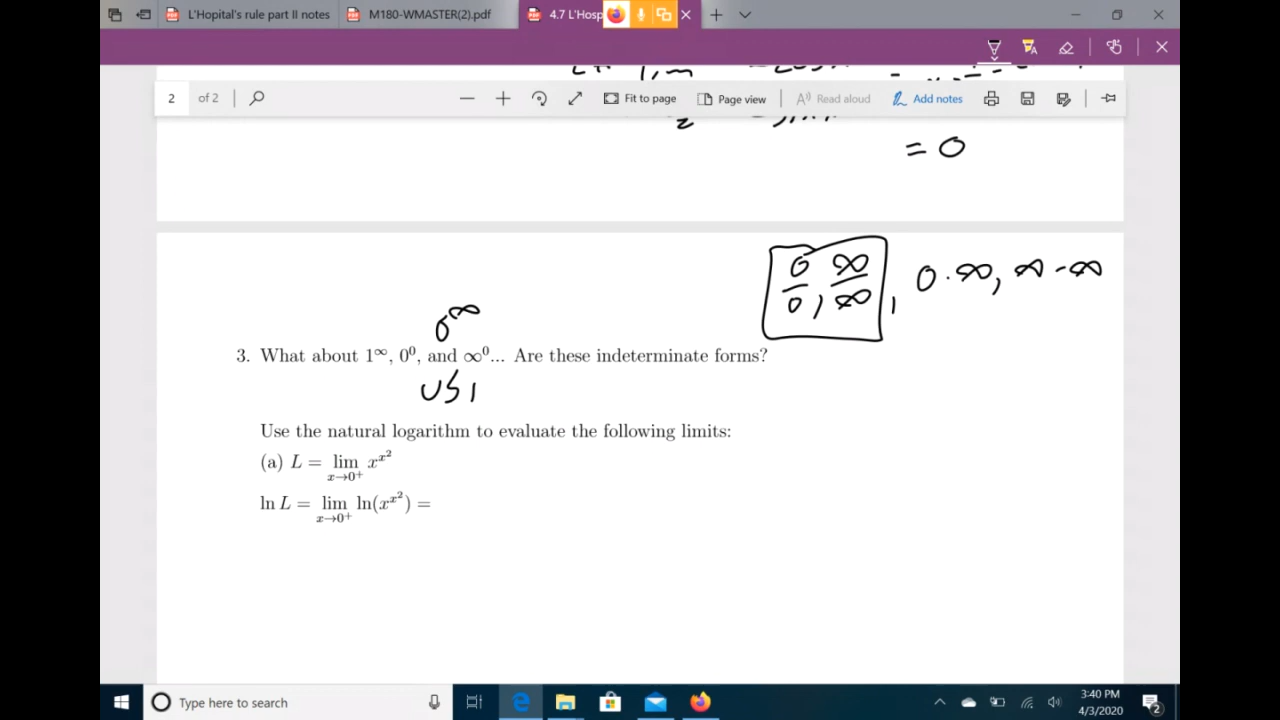 L'Hopital's rule part II notes
M180-WMASTER(2).pdf
4.7 L'Hosp
2 of 2
Fit to page
Page view
Read aloud
Add notes
= 0
0/0, ∞/∞, 0·∞, ∞-∞
0^∞
3. What about 1^∞, 0^0, and ∞^0... Are these indeterminate forms?
Use the natural logarithm to evaluate the following limits:
(a) L = lim x→0+ x^x^2
ln L = lim x→0+ ln(x^x^2) =
Type here to search
3:40 PM
4/3/2020
2